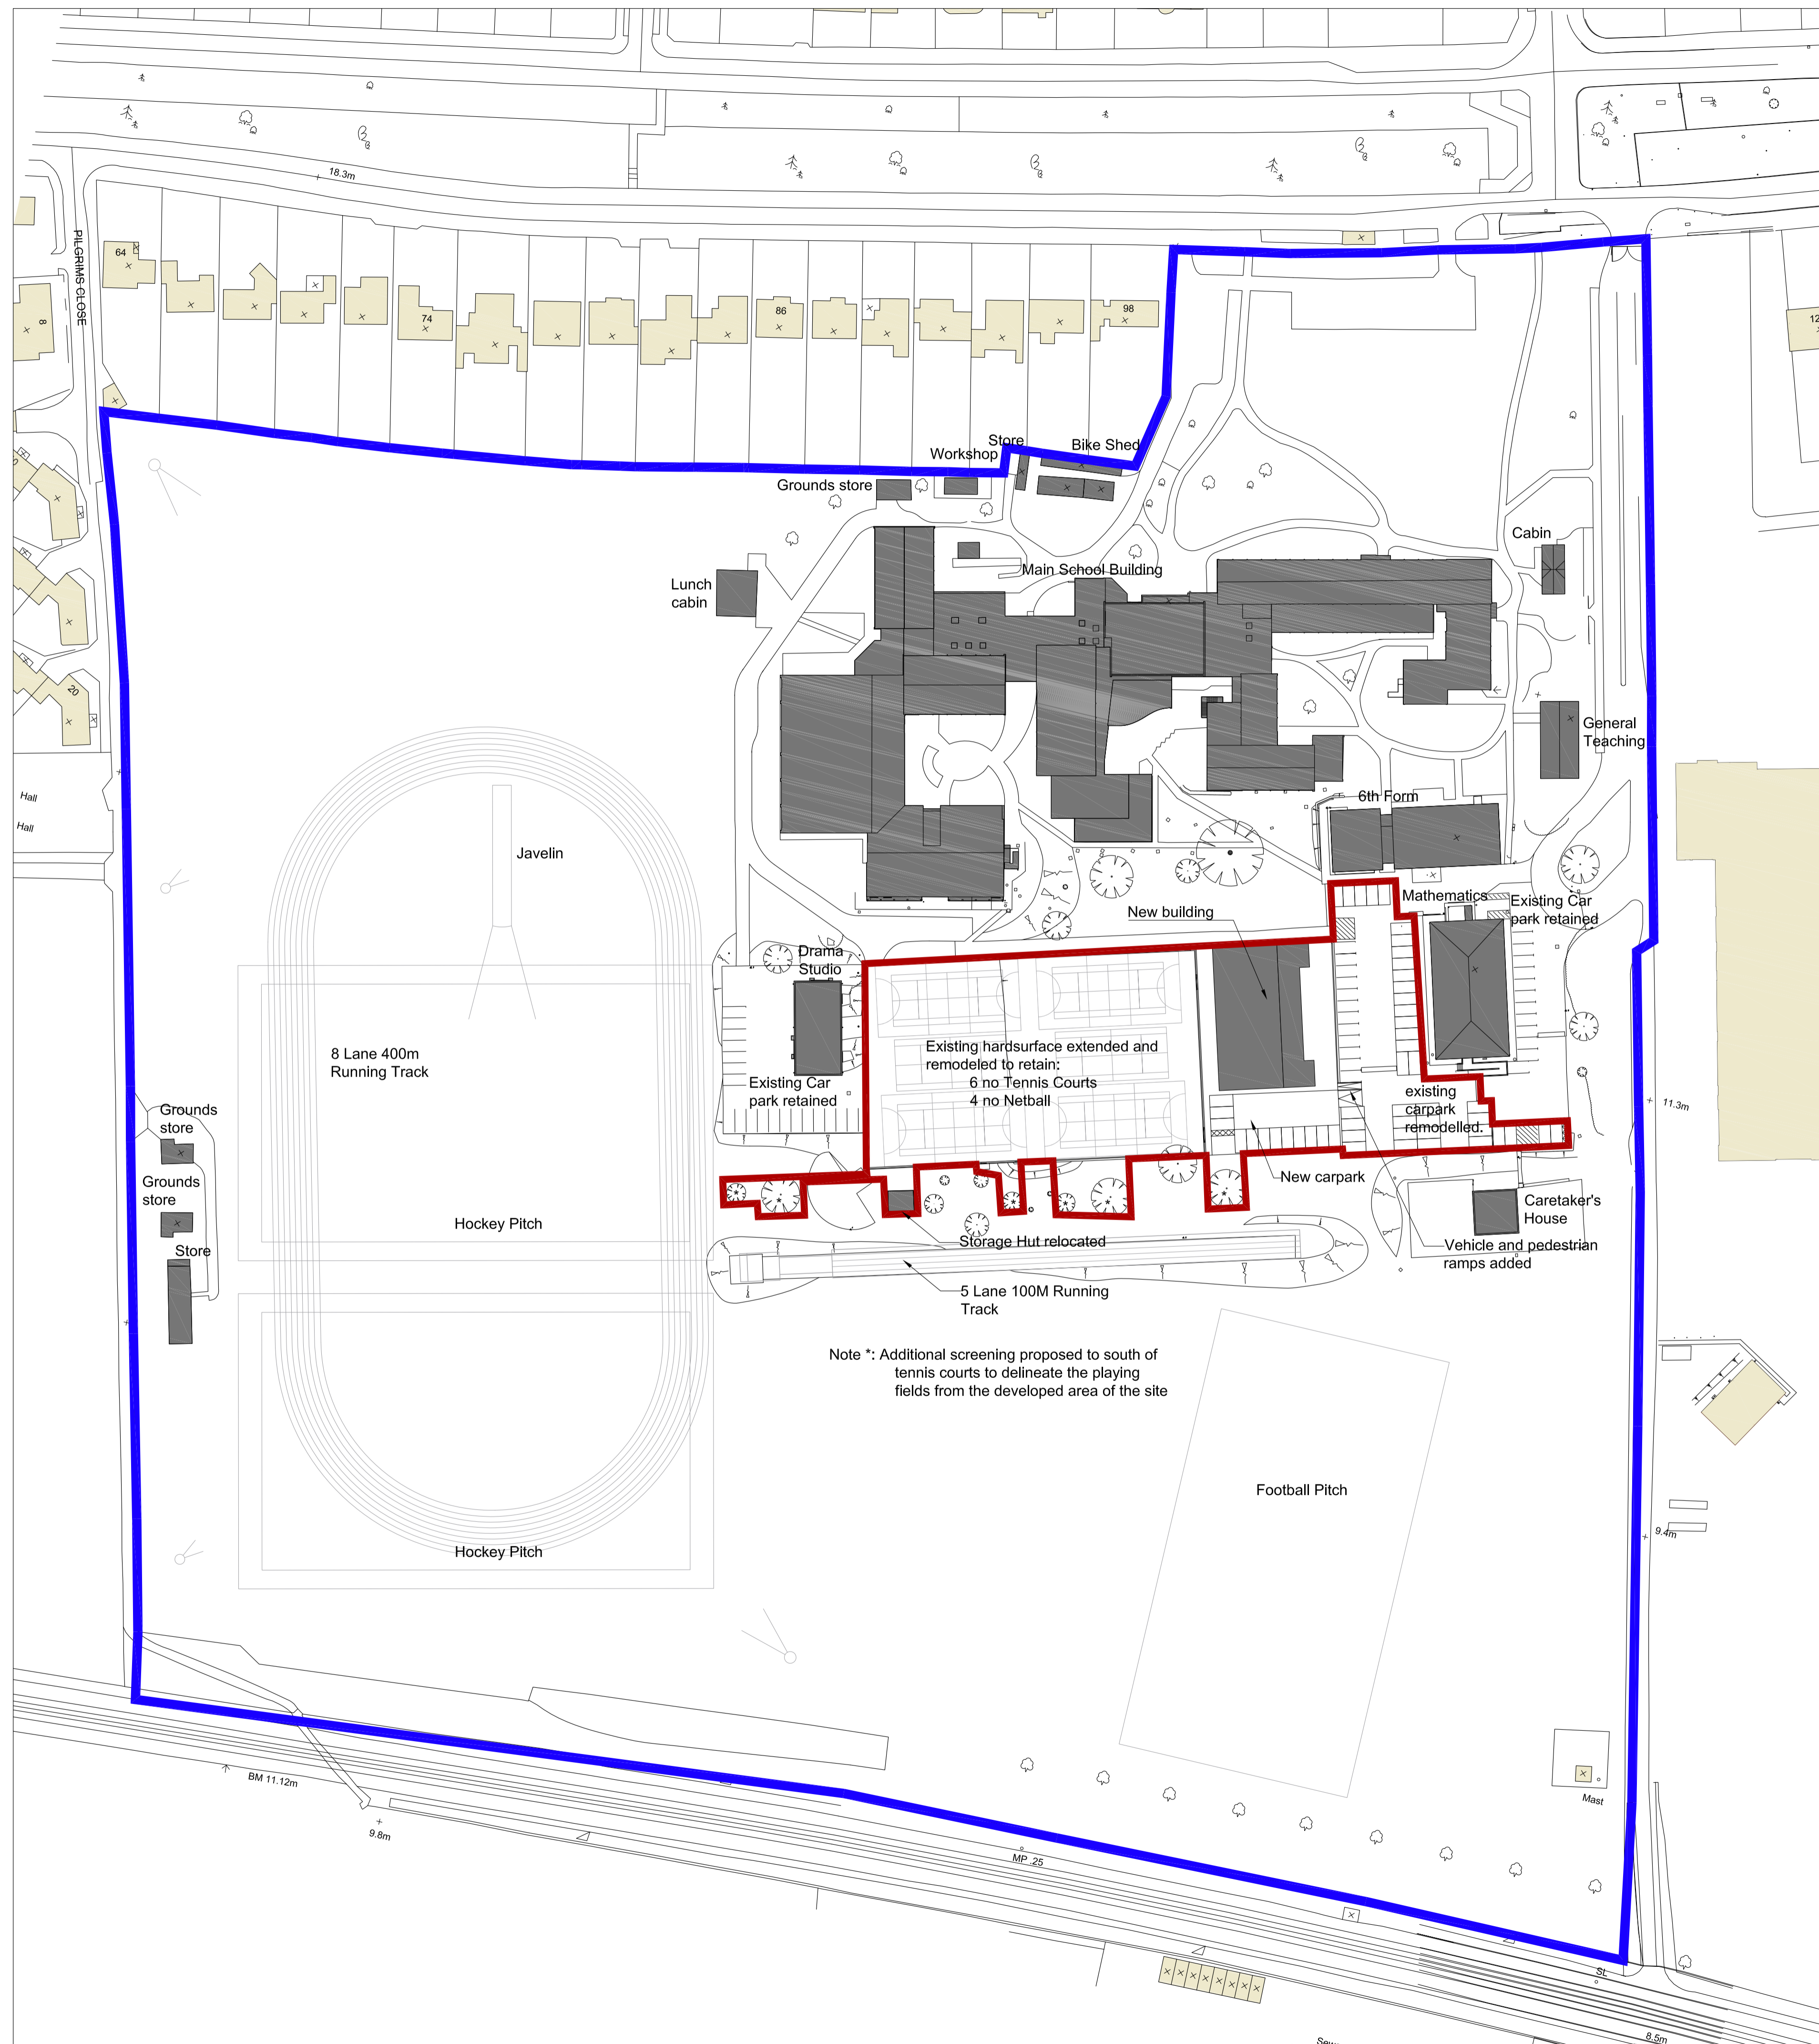 18.3m
PILGRIMS CLOSE
64
74
86
98
8
12
20
Hall
Hall
Store
Bike Shed
Workshop
Grounds store
Cabin
Main School Building
Lunch
cabin
General
Teaching
6th Form
Javelin
Mathematics
Existing Car
park retained
New building
Drama
Studio
8 Lane 400m
Running Track
Existing hardsurface extended and
remodeled to retain:
6 no Tennis Courts
4 no Netball
Existing Car
park retained
existing
carpark
remodelled.
11.3m
Grounds
store
Grounds
store
New carpark
Caretaker's
House
Hockey Pitch
Store
Storage Hut relocated
Vehicle and pedestrian
ramps added
5 Lane 100M Running
Track
Note *: Additional screening proposed to south of
tennis courts to delineate the playing
fields from the developed area of the site
Football Pitch
9.4m
Hockey Pitch
BM 11.12m
9.8m
Mast
MP .25
SL
8.5m